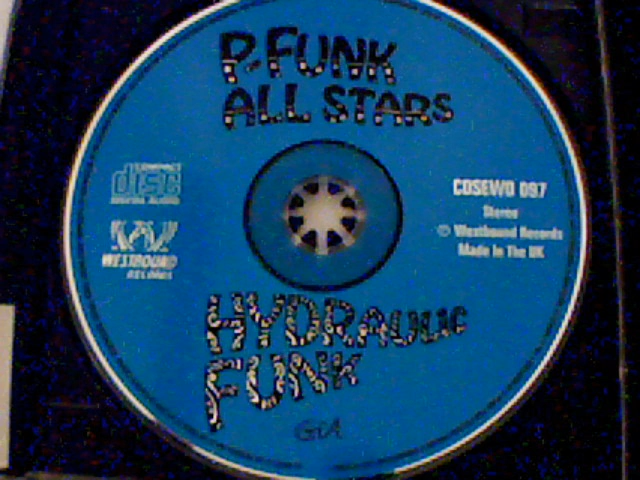 P-FUNK
ALL STARS
COMPACT
disc
DIGITAL AUDIO
WESTBOUND
RECORDS
CDSEWD 097
Stereo
© Westbound Records
Made In The UK
HYDRAULIC
FUNK